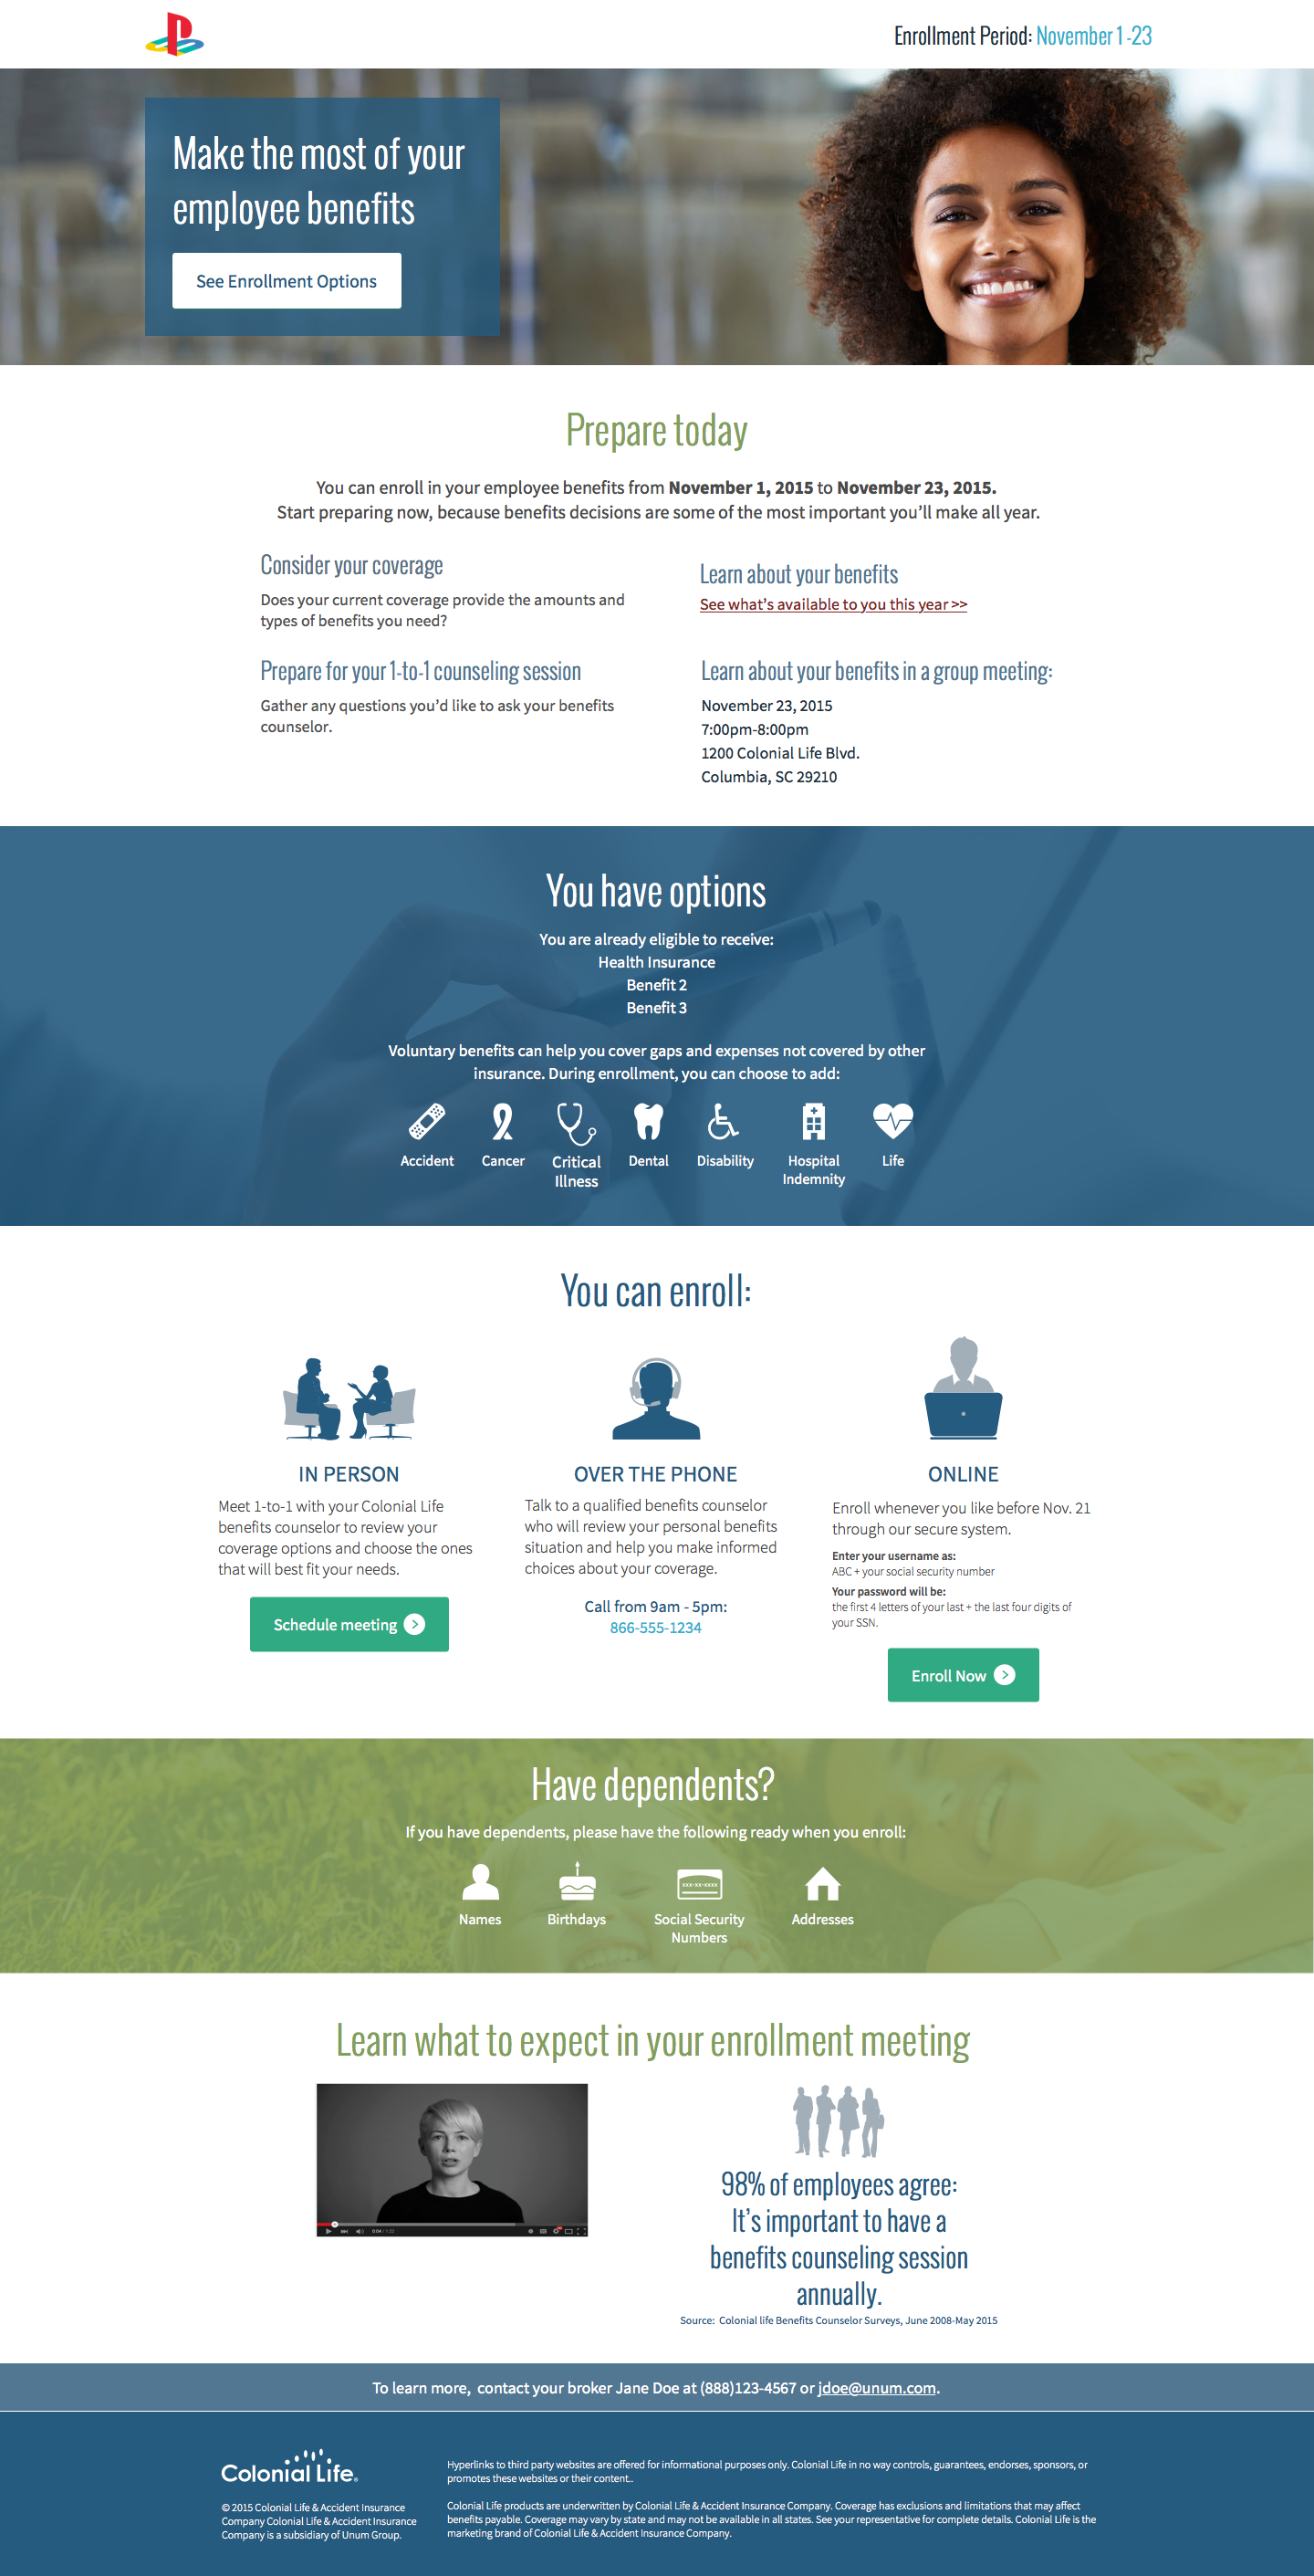 Enrollment Period: November 1 -23
Make the most of your
employee benefits
See Enrollment Options
Prepare today
You can enroll in your employee benefits from November 1, 2015 to November 23, 2015.
Start preparing now, because benefits decisions are some of the most important you'll make all year.
Consider your coverage
Does your current coverage provide the amounts and
types of benefits you need?
Learn about your benefits
See what's available to you this year >>
Prepare for your 1-to-1 counseling session
Gather any questions you'd like to ask your benefits
counselor.
Learn about your benefits in a group meeting:
November 23, 2015
7:00pm-8:00pm
1200 Colonial Life Blvd.
Columbia, SC 29210
You have options
You are already eligible to receive:
Health Insurance
Benefit 2
Benefit 3
Voluntary benefits can help you cover gaps and expenses not covered by other
insurance. During enrollment, you can choose to add:
Accident
Cancer
Critical
Illness
Dental
Disability
Hospital
Indemnity
Life
You can enroll:
IN PERSON
Meet 1-to-1 with your Colonial Life
benefits counselor to review your
coverage options and choose the ones
that will best fit your needs.
Schedule meeting
OVER THE PHONE
Talk to a qualified benefits counselor
who will review your personal benefits
situation and help you make informed
choices about your coverage.
Call from 9am - 5pm:
866-555-1234
ONLINE
Enroll whenever you like before Nov. 21
through our secure system.
Enter your username as:
ABC + your social security number
Your password will be:
the first 4 letters of your last + the last four digits of
your SSN.
Enroll Now
Have dependents?
If you have dependents, please have the following ready when you enroll:
Names
Birthdays
xxx-xx-xxxx
Social Security
Numbers
Addresses
Learn what to expect in your enrollment meeting
0:04 / 1:22
98% of employees agree:
It's important to have a
benefits counseling session
annually.
Source: Colonial life Benefits Counselor Surveys, June 2008-May 2015
To learn more, contact your broker Jane Doe at (888)123-4567 or jdoe@unum.com.
Colonial Life®
© 2015 Colonial Life & Accident Insurance
Company Colonial Life & Accident Insurance
Company is a subsidiary of Unum Group.
Hyperlinks to third party websites are offered for informational purposes only. Colonial Life in no way controls, guarantees, endorses, sponsors, or
promotes these websites or their content..
Colonial Life products are underwritten by Colonial Life & Accident Insurance Company. Coverage has exclusions and limitations that may affect
benefits payable. Coverage may vary by state and may not be available in all states. See your representative for complete details. Colonial Life is the
marketing brand of Colonial Life & Accident Insurance Company.